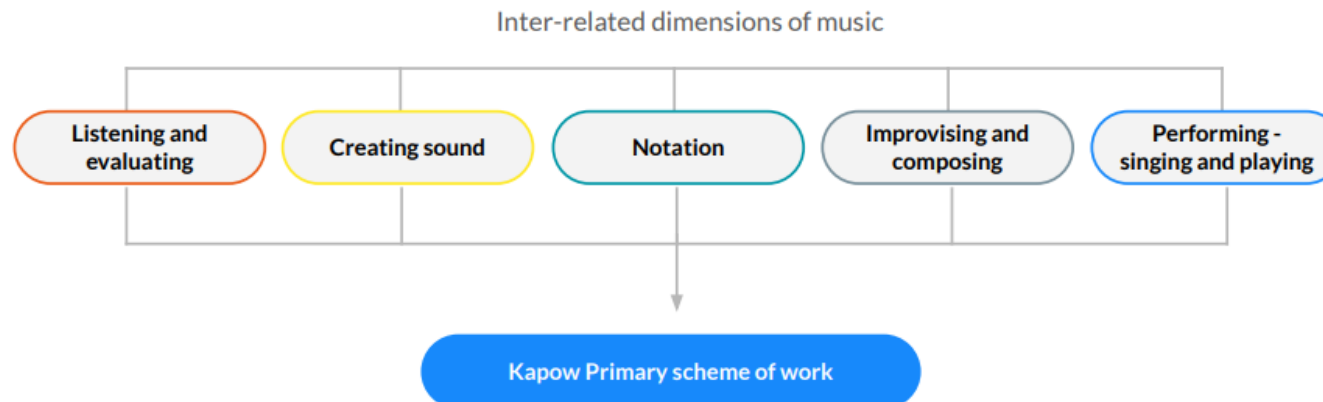 Inter-related dimensions of music
Listening and
evaluating
Creating sound
Notation
Improvising and
composing
Performing -
singing and playing
Kapow Primary scheme of work